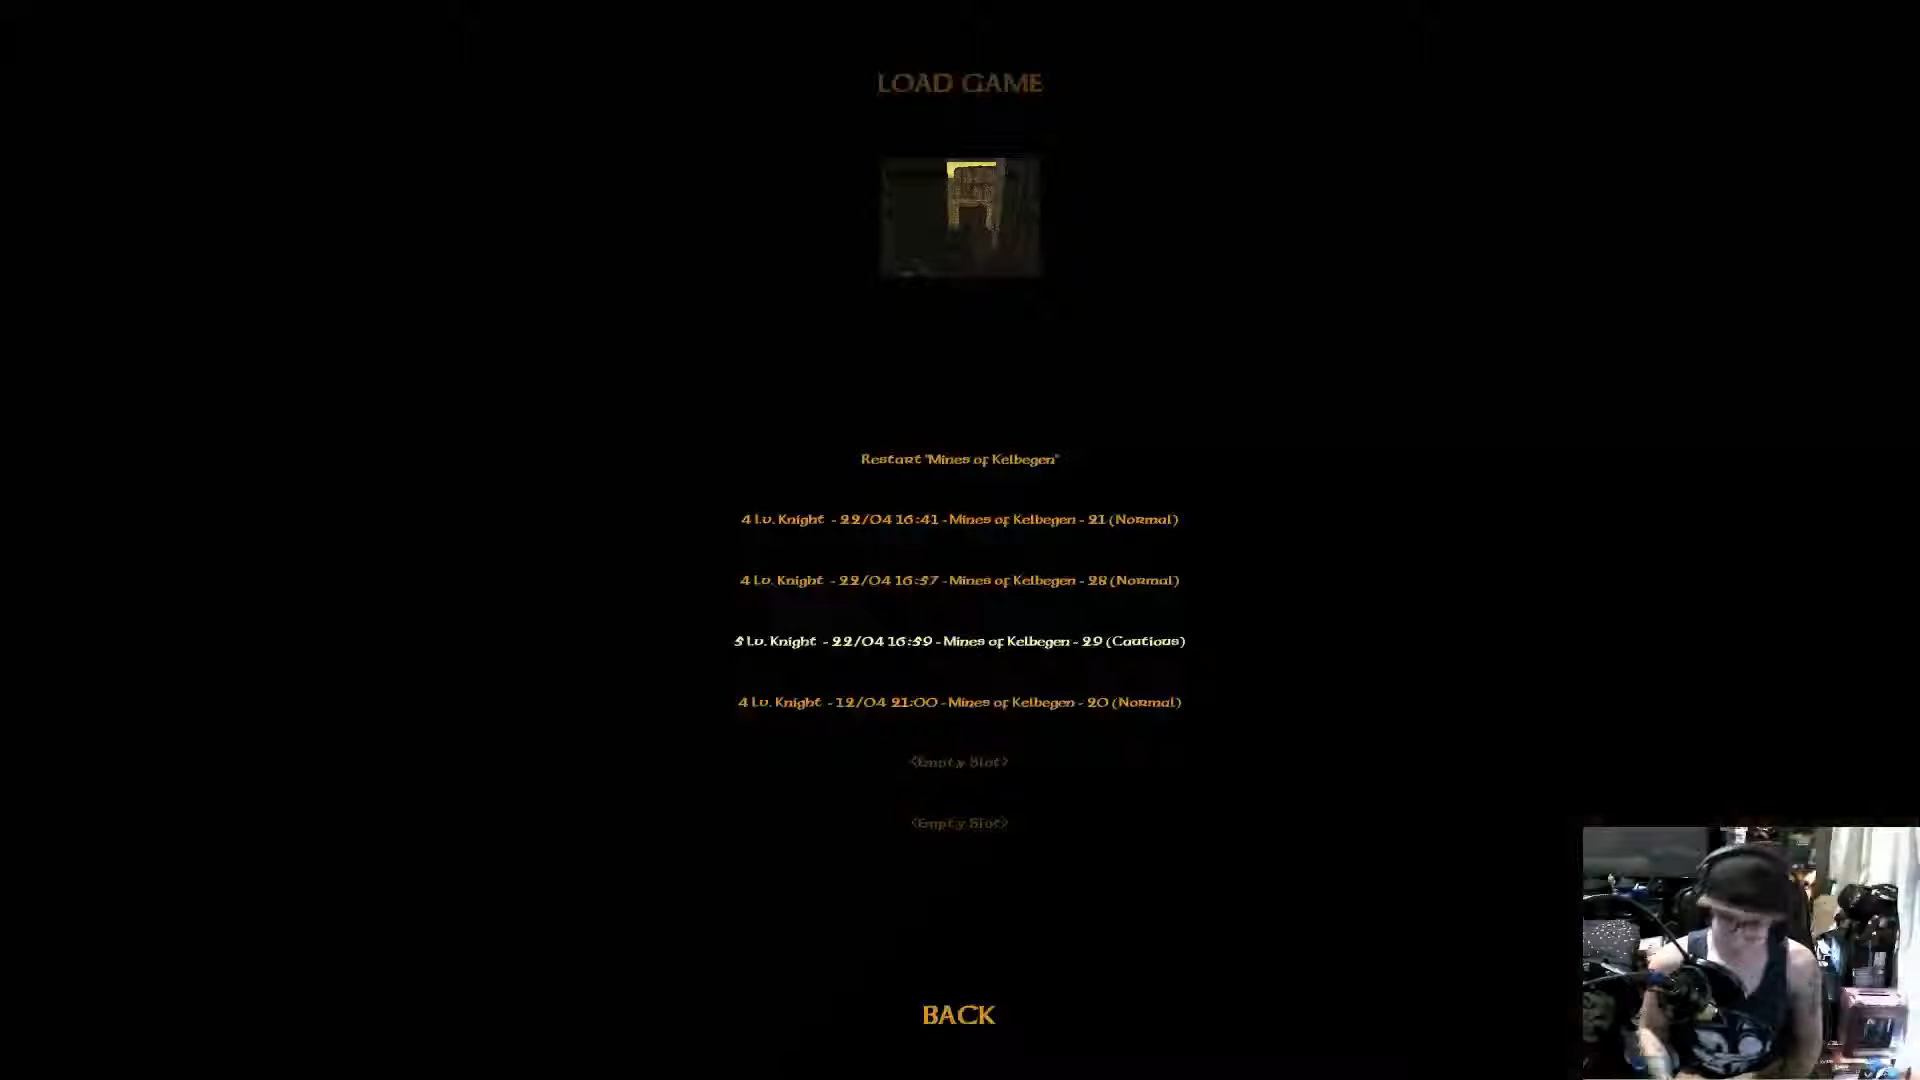 LOAD GAME
Restart "Mines of Kelbegen"
4 Lv. Knight - 22/04 16:41 - Mines of Kelbegen - 21 (Normal)
4 Lv. Knight - 22/04 16:57 - Mines of Kelbegen - 28 (Normal)
5 Lv. Knight - 22/04 16:59 - Mines of Kelbegen - 29 (Cautious)
4 Lv. Knight - 12/04 21:00 - Mines of Kelbegen - 20 (Normal)
<Empty Slot>
<Empty Slot>
BACK